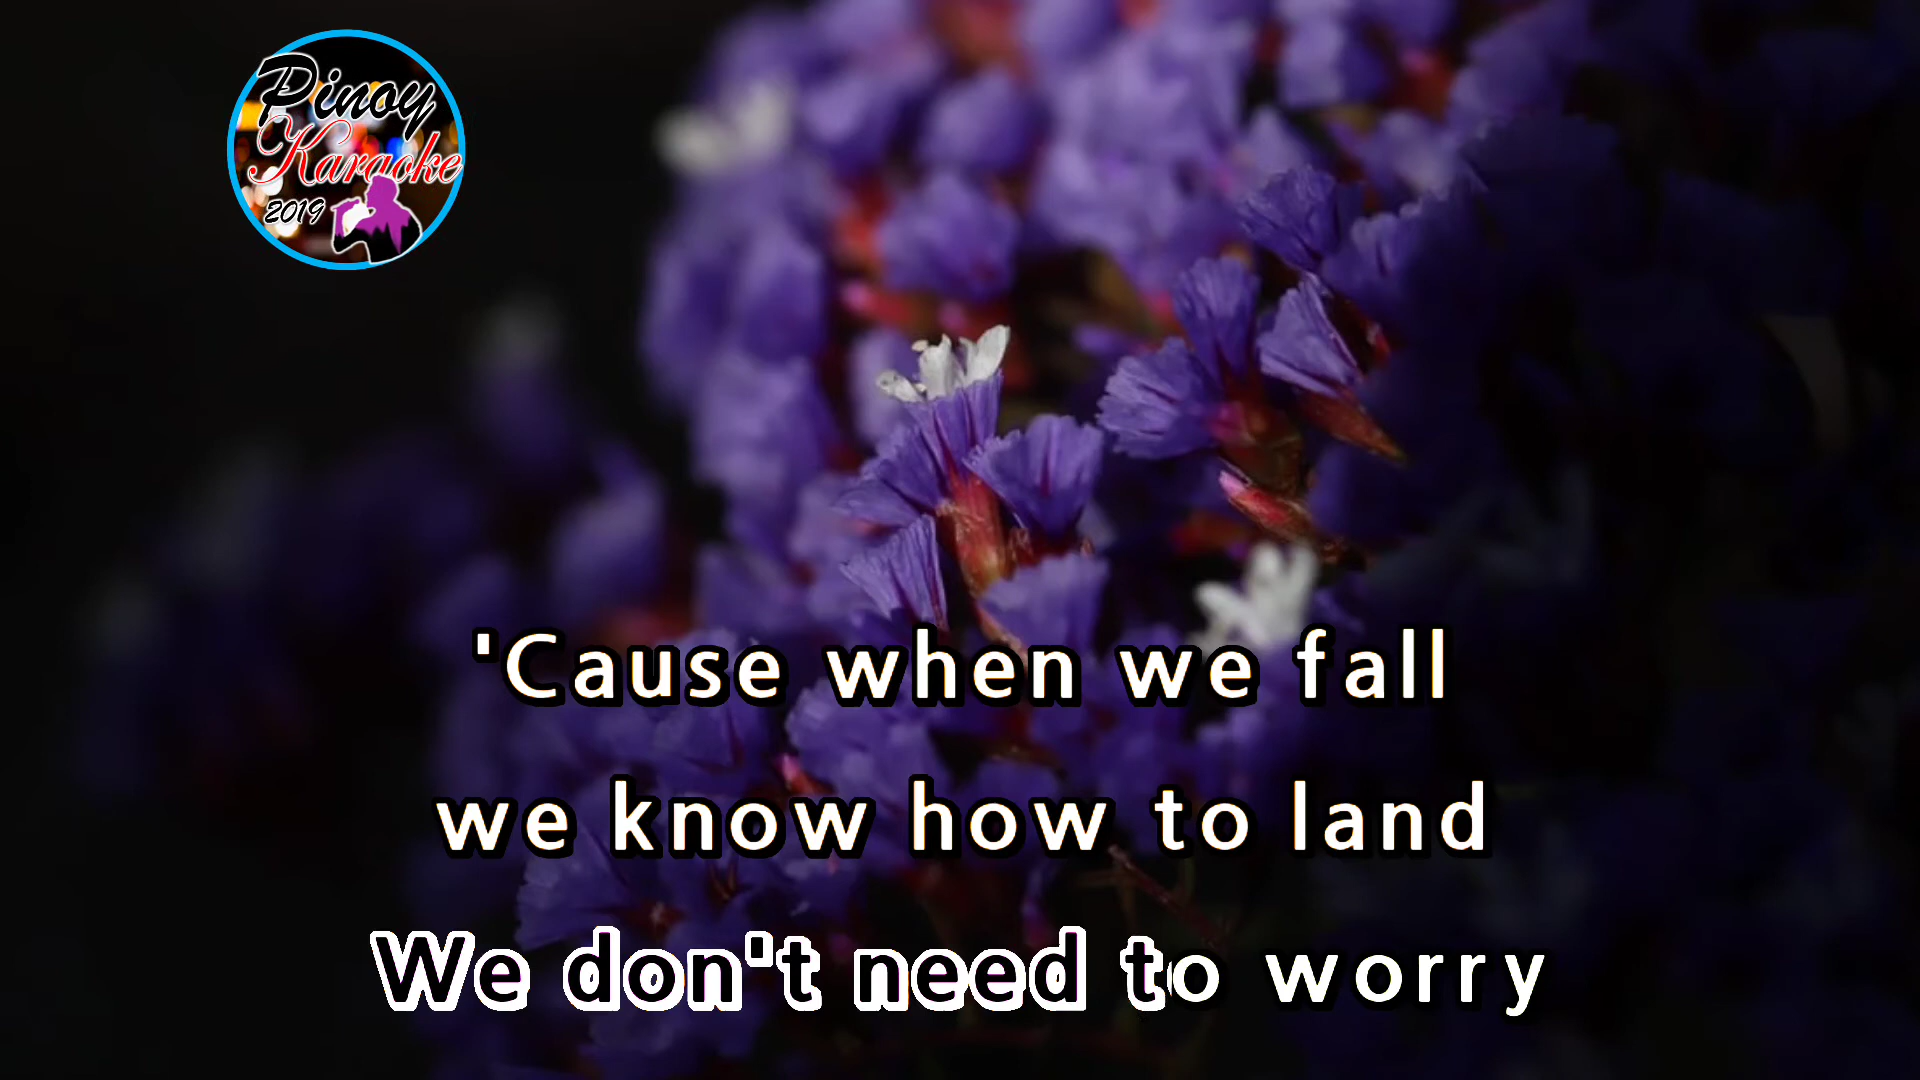 Pinoy
Karaoke
2019
'Cause when we fall
we know how to land
We don't need to worry